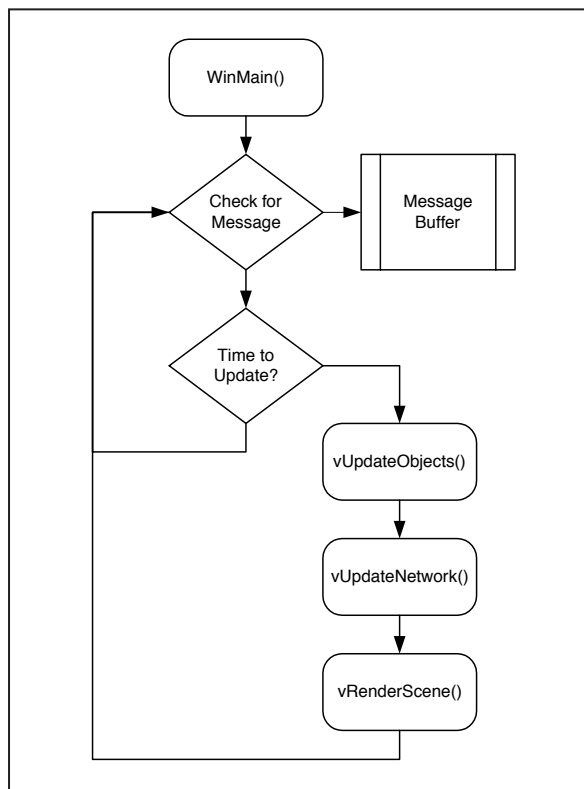 WinMain()
Check for
Message
Message
Buffer
Time to
Update?
vUpdateObjects()
vUpdateNetwork()
vRenderScene()